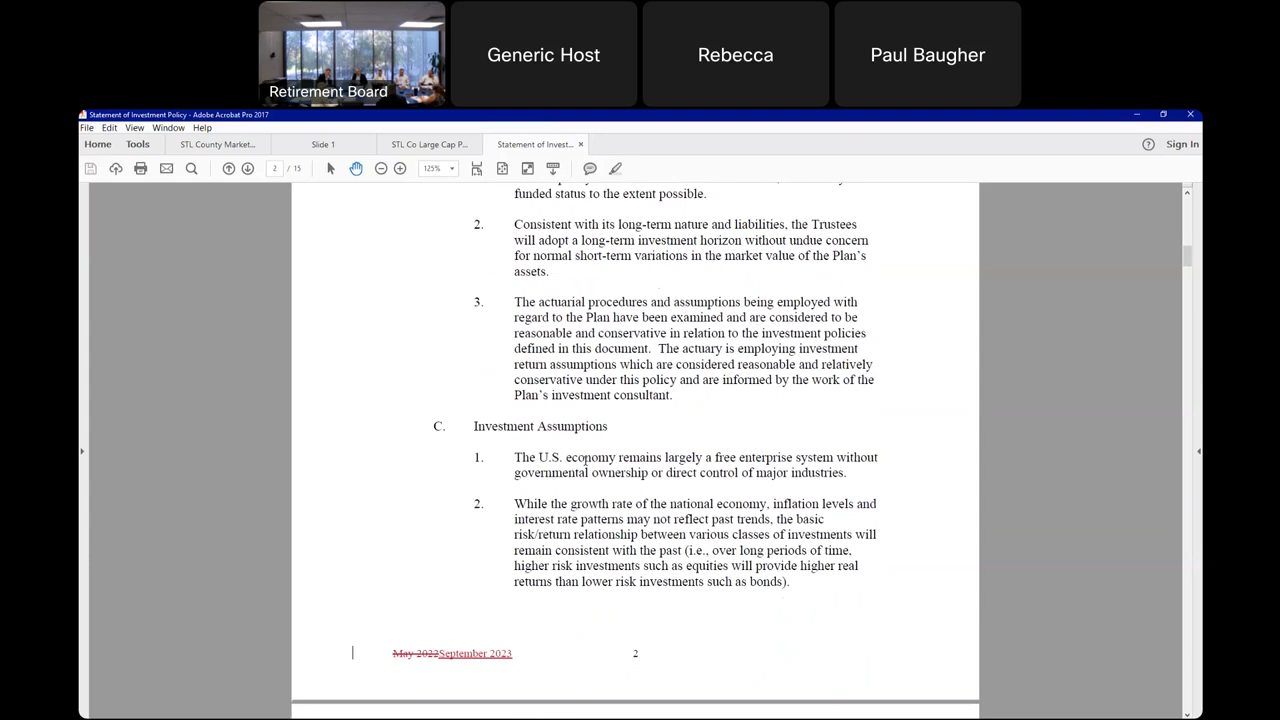 Generic Host
Rebecca
Paul Baugher
Retirement Board
Statement of Investment Policy - Adobe Acrobat Pro 2017
File Edit View Window Help
Home Tools STL County Market... Slide 1 STL Co Large Cap P... Statement of Invest... × Sign In
2 / 15 125%
funded status to the extent possible.
2. Consistent with its long-term nature and liabilities, the Trustees
will adopt a long-term investment horizon without undue concern
for normal short-term variations in the market value of the Plan's
assets.
3. The actuarial procedures and assumptions being employed with
regard to the Plan have been examined and are considered to be
reasonable and conservative in relation to the investment policies
defined in this document. The actuary is employing investment
return assumptions which are considered reasonable and relatively
conservative under this policy and are informed by the work of the
Plan's investment consultant.
C. Investment Assumptions
1. The U.S. economy remains largely a free enterprise system without
governmental ownership or direct control of major industries.
2. While the growth rate of the national economy, inflation levels and
interest rate patterns may not reflect past trends, the basic
risk/return relationship between various classes of investments will
remain consistent with the past (i.e., over long periods of time,
higher risk investments such as equities will provide higher real
returns than lower risk investments such as bonds).
May 2022September 2023 2